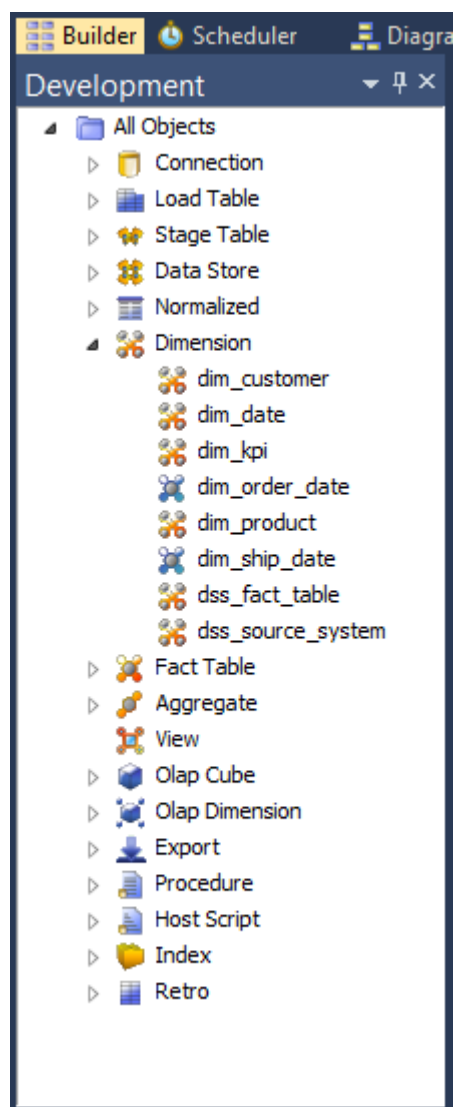 Builder Scheduler Diagra
Development
All Objects
Connection
Load Table
Stage Table
Data Store
Normalized
Dimension
dim_customer
dim_date
dim_kpi
dim_order_date
dim_product
dim_ship_date
dss_fact_table
dss_source_system
Fact Table
Aggregate
View
Olap Cube
Olap Dimension
Export
Procedure
Host Script
Index
Retro